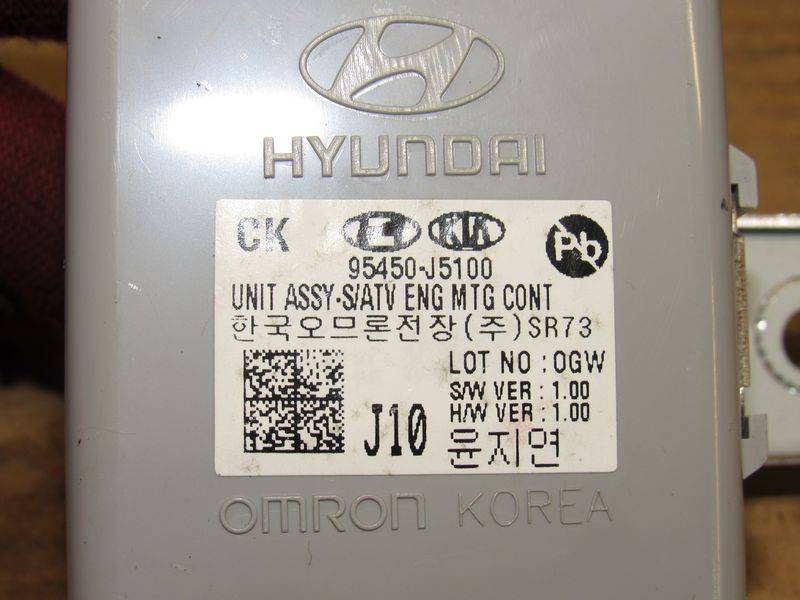 HYUNDAI
CK KIA Pb
95450-J5100
UNIT ASSY-S/ATV ENG MTG CONT
한국오므론전장(주)SR73
LOT NO : 0GW
S/W VER : 1.00
H/W VER : 1.00
J10 윤지연
OMRON KOREA